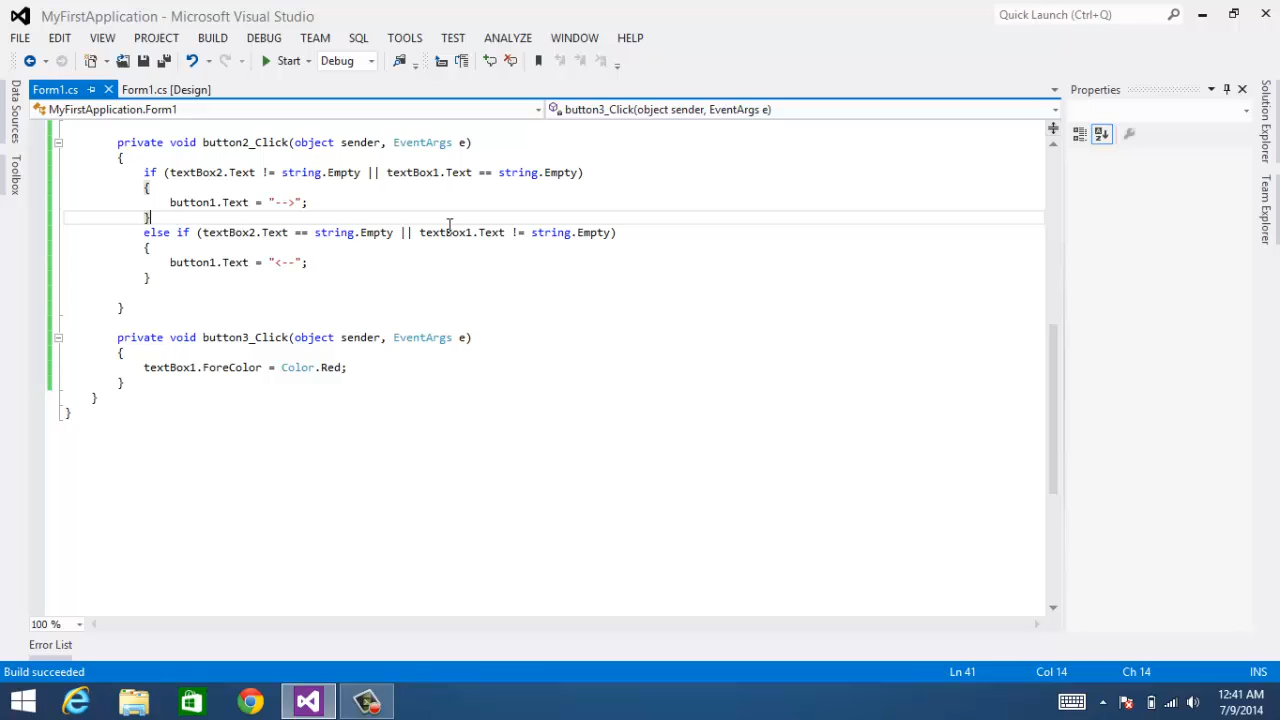 MyFirstApplication - Microsoft Visual Studio
Quick Launch (Ctrl+Q)
FILE EDIT VIEW PROJECT BUILD DEBUG TEAM SQL TOOLS TEST ANALYZE WINDOW HELP
Start Debug
Form1.cs Form1.cs [Design]
Properties
MyFirstApplication.Form1
button3_Click(object sender, EventArgs e)
Data Sources
Toolbox
Solution Explorer
Team Explorer
private void button2_Click(object sender, EventArgs e)
{
if (textBox2.Text != string.Empty || textBox1.Text == string.Empty)
{
button1.Text = "-->";
}
else if (textBox2.Text == string.Empty || textBox1.Text != string.Empty)
{
button1.Text = "<--";
}
}
private void button3_Click(object sender, EventArgs e)
{
textBox1.ForeColor = Color.Red;
}
}
}
100 %
Error List
Build succeeded
Ln 41 Col 14 Ch 14 INS
12:41 AM
7/9/2014